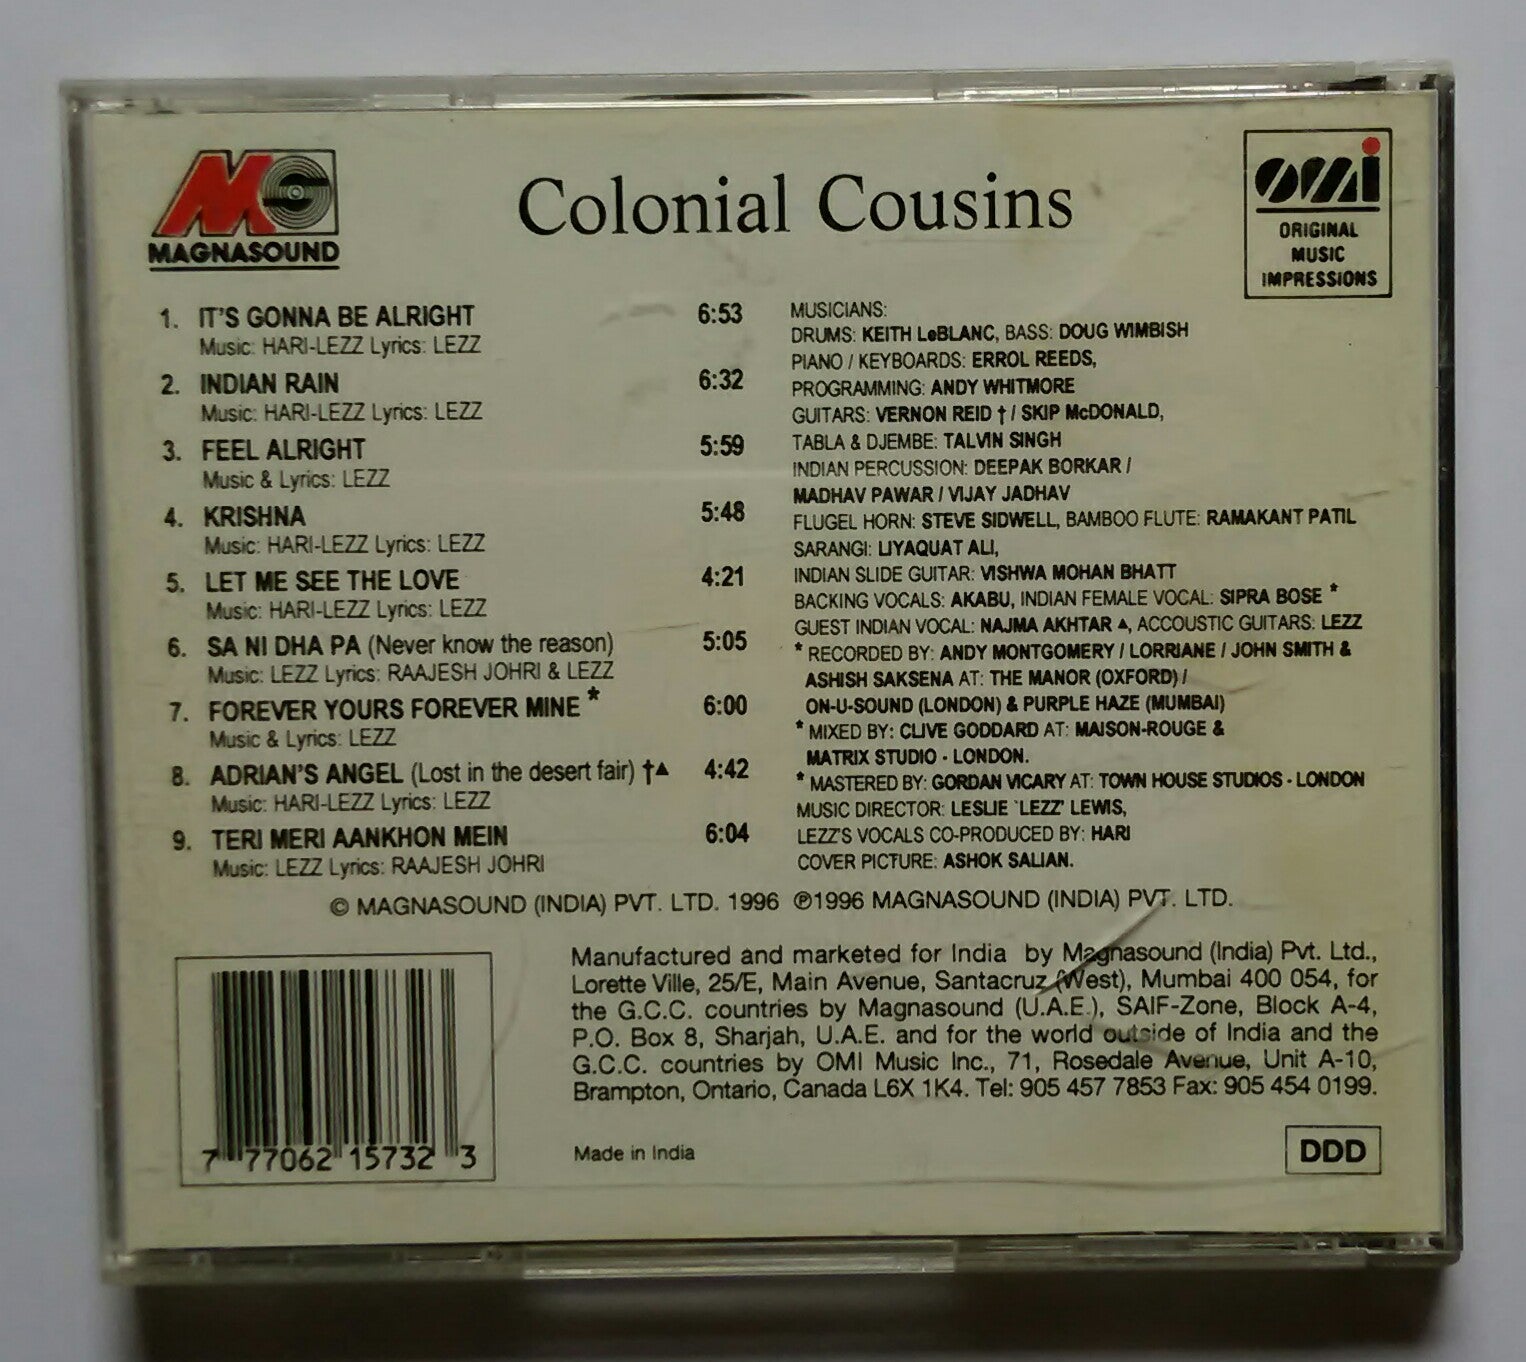 MAGNASOUND
Colonial Cousins
omi
ORIGINAL
MUSIC
IMPRESSIONS
1. IT'S GONNA BE ALRIGHT 6:53
Music: HARI-LEZZ Lyrics: LEZZ
2. INDIAN RAIN 6:32
Music: HARI-LEZZ Lyrics: LEZZ
3. FEEL ALRIGHT 5:59
Music & Lyrics: LEZZ
4. KRISHNA 5:48
Music: HARI-LEZZ Lyrics: LEZZ
5. LET ME SEE THE LOVE 4:21
Music: HARI-LEZZ Lyrics: LEZZ
6. SA NI DHA PA (Never know the reason) 5:05
Music: LEZZ Lyrics: RAAJESH JOHRI & LEZZ
7. FOREVER YOURS FOREVER MINE * 6:00
Music & Lyrics: LEZZ
8. ADRIAN'S ANGEL (Lost in the desert fair) †▲ 4:42
Music: HARI-LEZZ Lyrics: LEZZ
9. TERI MERI AANKHON MEIN 6:04
Music: LEZZ Lyrics: RAAJESH JOHRI
MUSICIANS:
DRUMS: KEITH LeBLANC, BASS: DOUG WIMBISH
PIANO / KEYBOARDS: ERROL REEDS,
PROGRAMMING: ANDY WHITMORE
GUITARS: VERNON REID † / SKIP McDONALD,
TABLA & DJEMBE: TALVIN SINGH
INDIAN PERCUSSION: DEEPAK BORKAR /
MADHAV PAWAR / VIJAY JADHAV
FLUGEL HORN: STEVE SIDWELL, BAMBOO FLUTE: RAMAKANT PATIL
SARANGI: LIYAQUAT ALI,
INDIAN SLIDE GUITAR: VISHWA MOHAN BHATT
BACKING VOCALS: AKABU, INDIAN FEMALE VOCAL: SIPRA BOSE *
GUEST INDIAN VOCAL: NAJMA AKHTAR ▲, ACCOUSTIC GUITARS: LEZZ
* RECORDED BY: ANDY MONTGOMERY / LORRIANE / JOHN SMITH &
ASHISH SAKSENA AT: THE MANOR (OXFORD) /
ON-U-SOUND (LONDON) & PURPLE HAZE (MUMBAI)
* MIXED BY: CLIVE GODDARD AT: MAISON-ROUGE &
MATRIX STUDIO - LONDON.
* MASTERED BY: GORDAN VICARY AT: TOWN HOUSE STUDIOS - LONDON
MUSIC DIRECTOR: LESLIE `LEZZ' LEWIS,
LEZZ'S VOCALS CO-PRODUCED BY: HARI
COVER PICTURE: ASHOK SALIAN.
© MAGNASOUND (INDIA) PVT. LTD. 1996 ℗1996 MAGNASOUND (INDIA) PVT. LTD.
Manufactured and marketed for India by Magnasound (India) Pvt. Ltd.,
Lorette Ville, 25/E, Main Avenue, Santacruz (West), Mumbai 400 054, for
the G.C.C. countries by Magnasound (U.A.E.), SAIF-Zone, Block A-4,
P.O. Box 8, Sharjah, U.A.E. and for the world outside of India and the
G.C.C. countries by OMI Music Inc., 71, Rosedale Avenue, Unit A-10,
Brampton, Ontario, Canada L6X 1K4. Tel: 905 457 7853 Fax: 905 454 0199.
7 77062 15732 3
Made in India
DDD